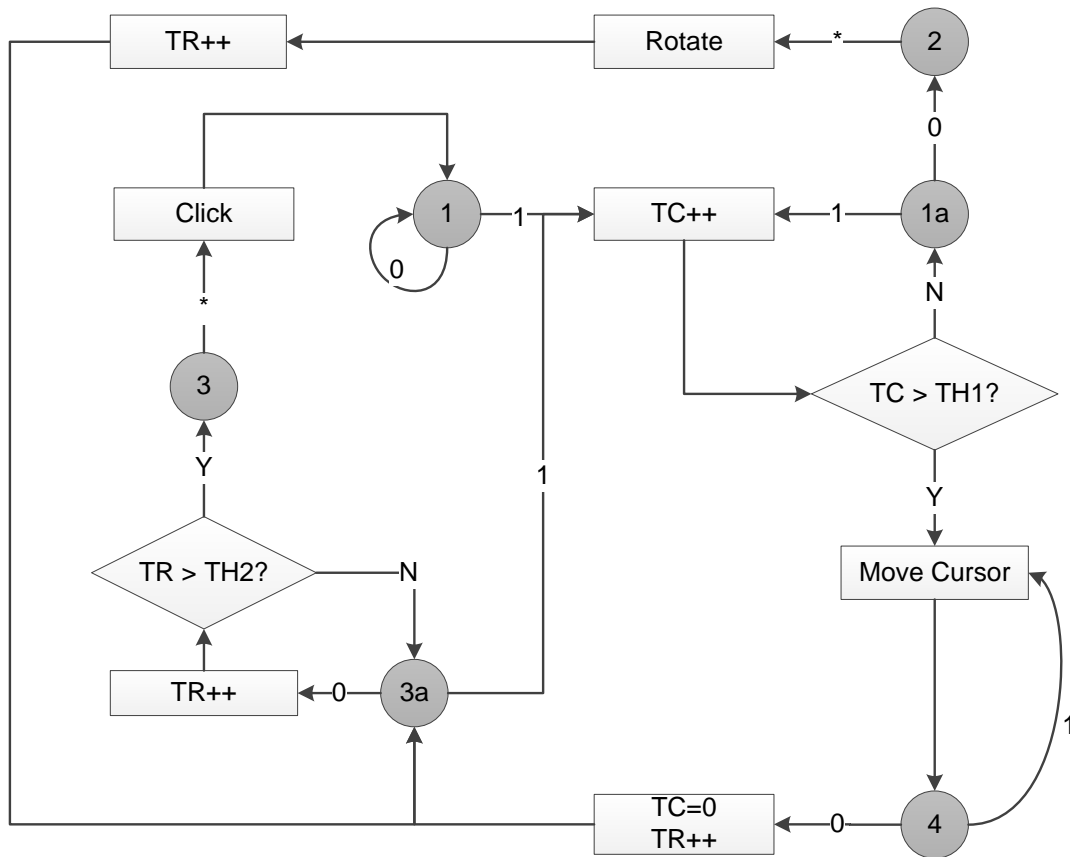 TR++
Rotate
*
2
0
Click
1
1
TC++
1
1a
0
*
N
3
TC > TH1?
Y
1
Y
TR > TH2?
N
Move Cursor
TR++
0
3a
1
TC=0
TR++
0
4